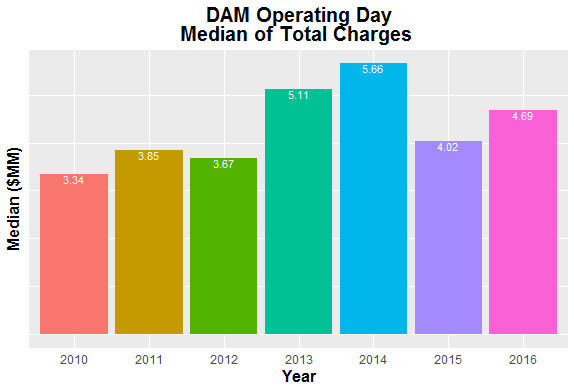 DAM Operating Day
Median of Total Charges
Median ($MM)
3.34
3.85
3.67
5.11
5.66
4.02
4.69
2010 2011 2012 2013 2014 2015 2016
Year